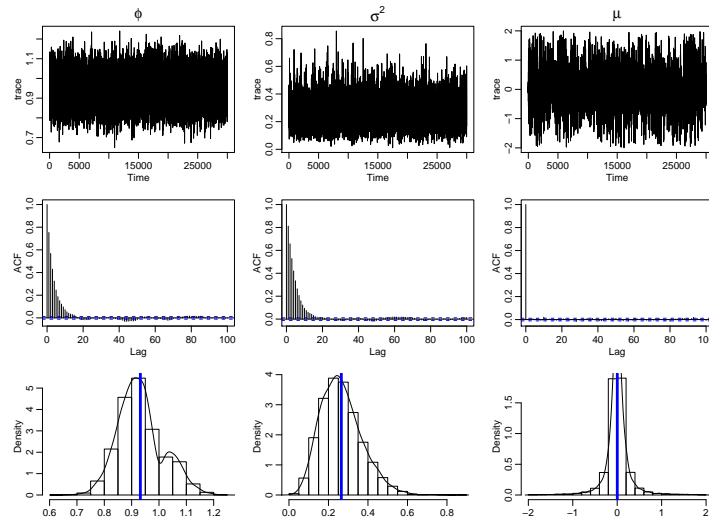 ϕ
σ²
μ
trace
0.7 0.9 1.1
0 5000 15000 25000
Time
trace
0.0 0.2 0.4 0.6 0.8
0 5000 15000 25000
Time
trace
−2 −1 0 1 2
0 5000 15000 25000
Time
ACF
0.0 0.2 0.4 0.6 0.8 1.0
0 20 40 60 80 100
Lag
ACF
0.0 0.2 0.4 0.6 0.8 1.0
0 20 40 60 80 100
Lag
ACF
0.0 0.2 0.4 0.6 0.8 1.0
0 20 40 60 80 100
Lag
Density
0 1 2 3 4 5
0.6 0.7 0.8 0.9 1.0 1.1 1.2
Density
0 1 2 3 4
0.0 0.2 0.4 0.6 0.8
Density
0.0 0.5 1.0 1.5
−2 −1 0 1 2